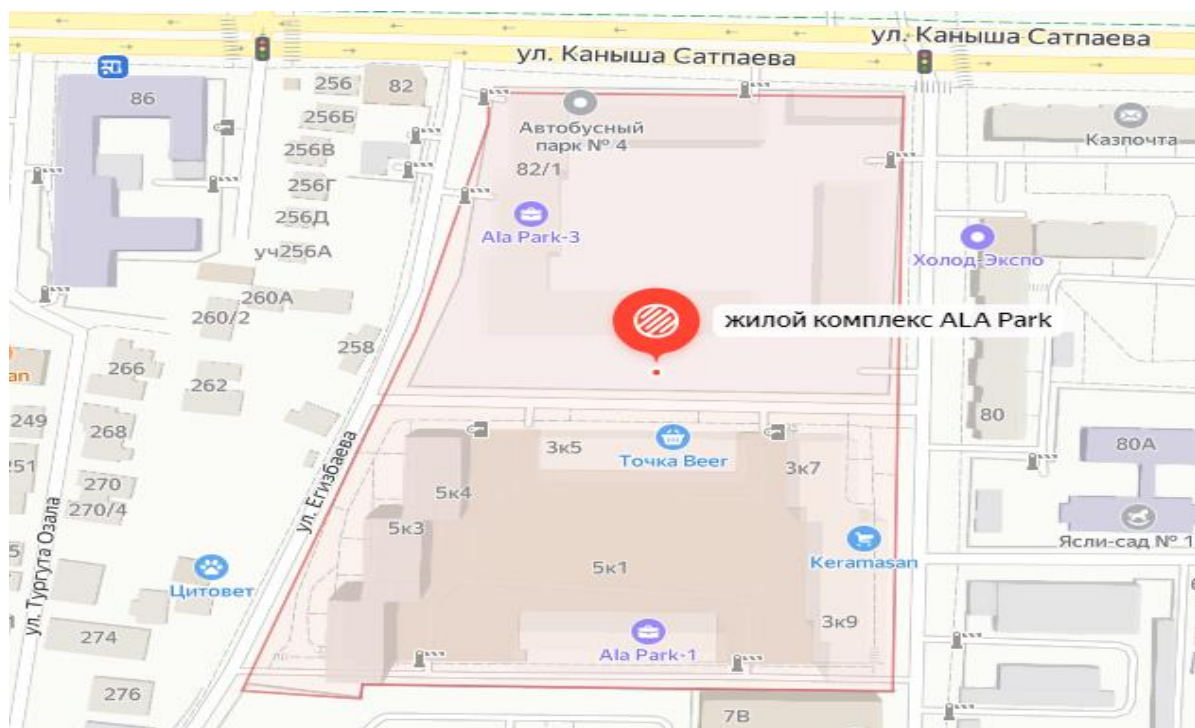 ул. Каныша Сатпаева
ул. Каныша Сатпаева
86
256
82
256Б
256В
256Г
256Д
уч256А
Автобусный
парк № 4
82/1
Ala Park-3
Казпочта
Холод Экспо
260А
260/2
258
жилой комплекс ALA Park
266
262
an
249
268
251
270
270/4
80
80А
3к5
Точка Beer
3к7
5к4
5к3
ул. Егизбаева
ул. Тургута Озала
Цитовет
5к1
Keramasan
Ясли-сад № 1
5
274
3к9
Ala Park-1
276
7В